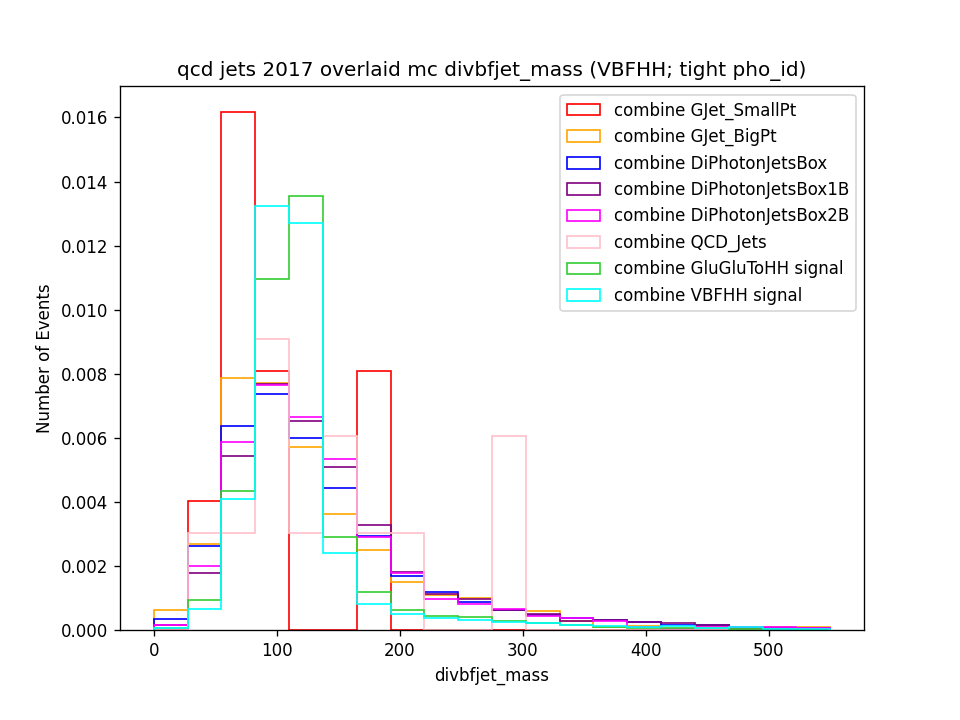 qcd jets 2017 overlaid mc divbfjet_mass (VBFHH; tight pho_id)
combine GJet_SmallPt
combine GJet_BigPt
combine DiPhotonJetsBox
combine DiPhotonJetsBox1B
combine DiPhotonJetsBox2B
combine QCD_Jets
combine GluGluToHH signal
combine VBFHH signal
Number of Events
0.016
0.014
0.012
0.010
0.008
0.006
0.004
0.002
0.000
0 100 200 300 400 500
divbfjet_mass